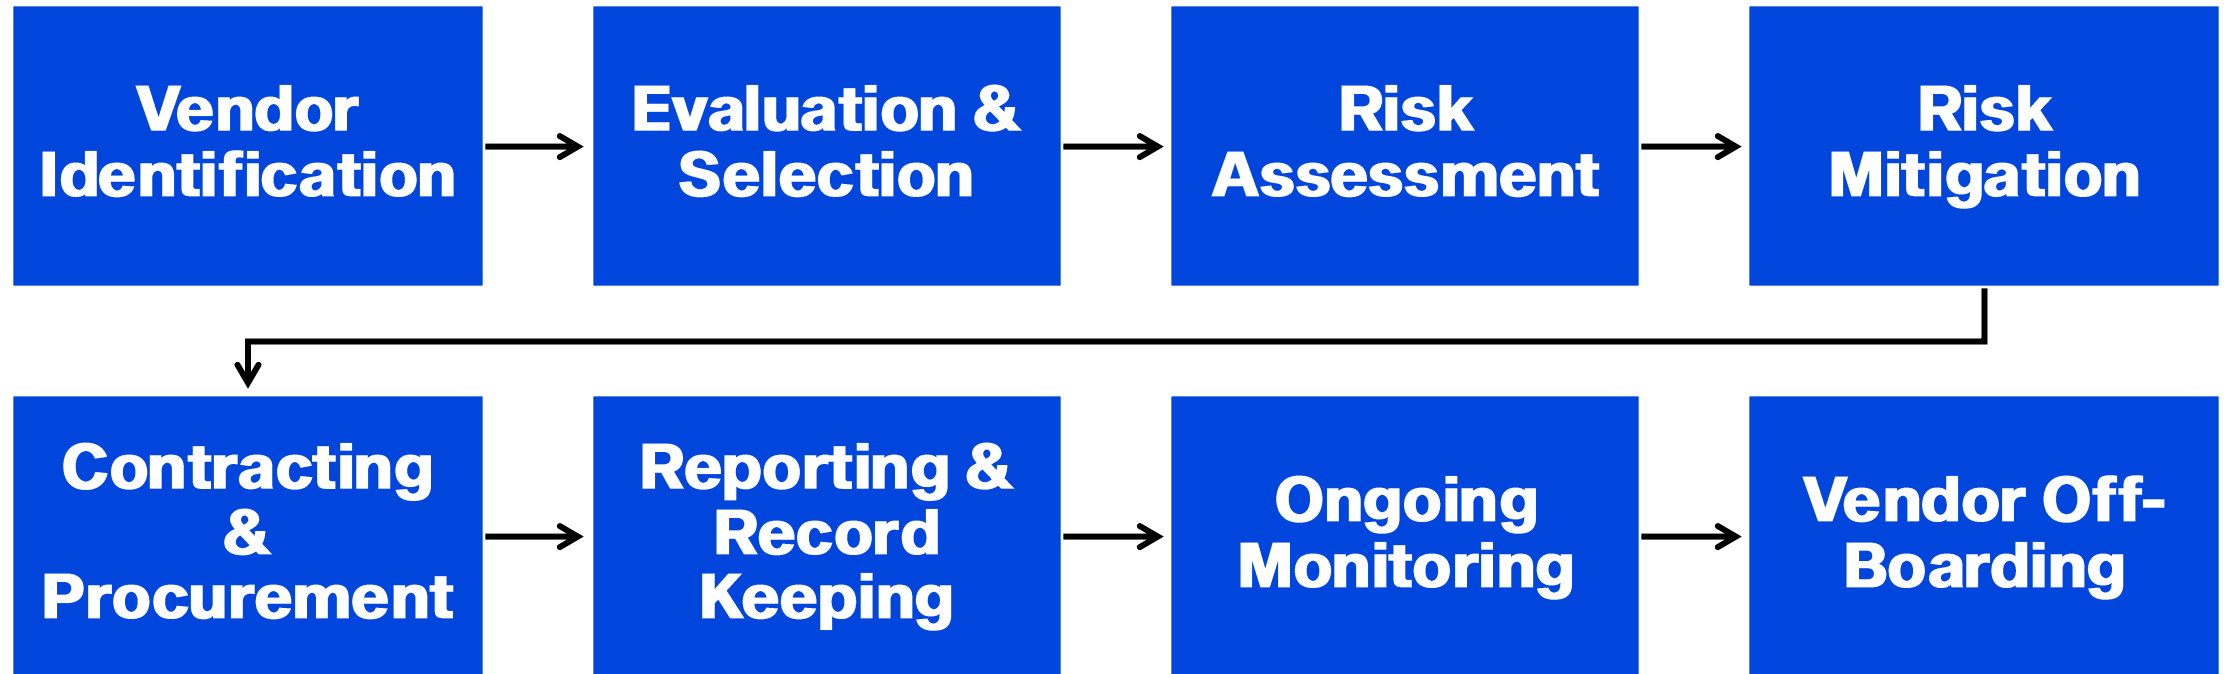 Vendor
Identification
Evaluation &
Selection
Risk
Assessment
Risk
Mitigation
Contracting
&
Procurement
Reporting &
Record
Keeping
Ongoing
Monitoring
Vendor Off-
Boarding